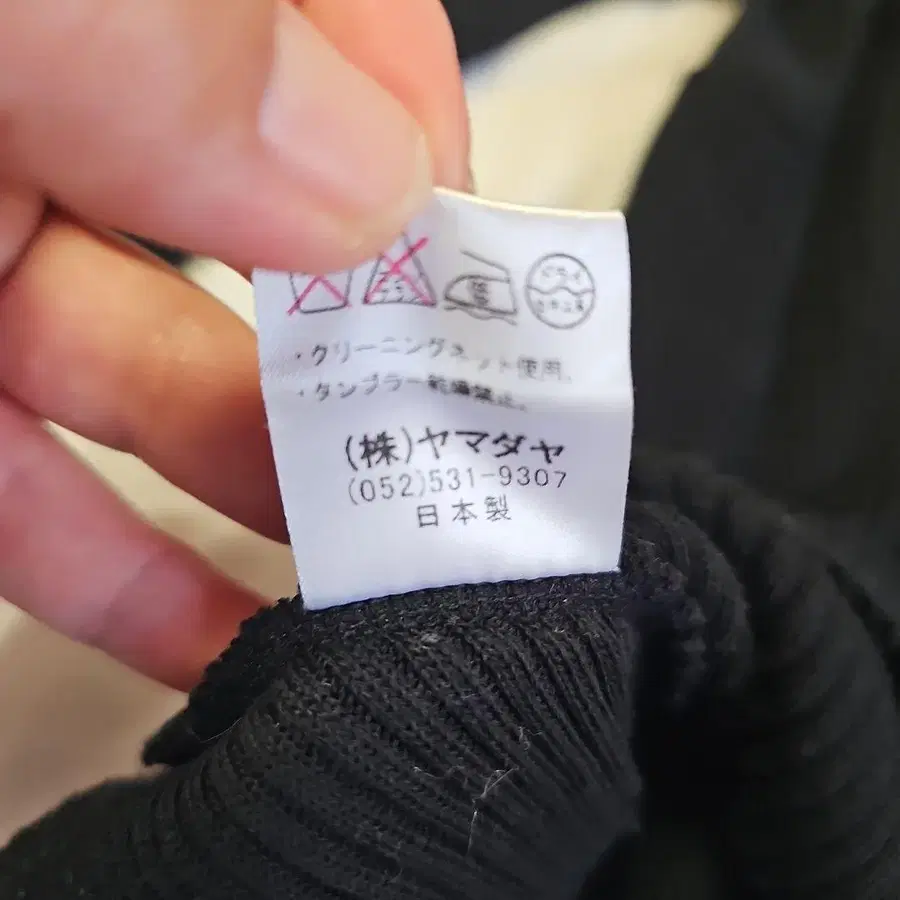 ・クリーニングネット使用。
・タンブラー乾燥禁止。
(株)ヤマダヤ
(052)531-9307
日本製